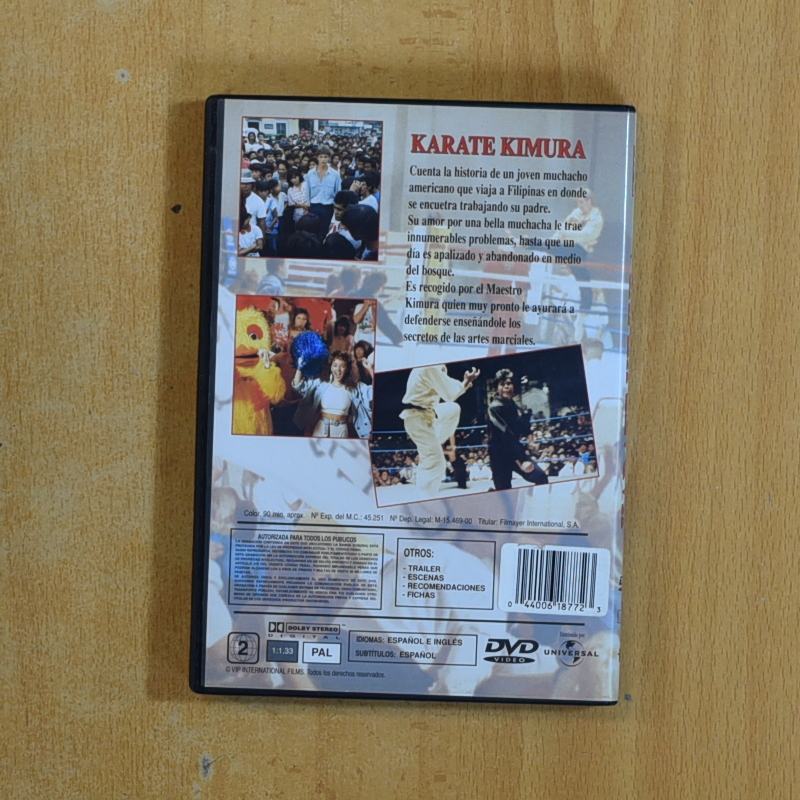 KARATE KIMURA
Cuenta la historia de un joven muchacho
americano que viaja a Filipinas en donde
se encuetra trabajando su padre.
Su amor por una bella muchacha le trae
innumerables problemas, hasta que un
día es apalizado y abandonado en medio
del bosque.
Es recogido por el Maestro
Kimura quien muy pronto le ayurará a
defenderse enseñándole los
secretos de las artes marciales.
Color, 90 min. aprox. Nº Exp. del M.C.: 45.251 Nº Dep. Legal: M-15.469-00 Titular: Filmayer International, S.A.
AUTORIZADA PARA TODOS LOS PUBLICOS
OTROS:
- TRAILER
- ESCENAS
- RECOMENDACIONES
- FICHAS
0 44006 18772 3
DOLBY STEREO
DIGITAL
2
1:1.33
PAL
IDIOMAS: ESPAÑOL E INGLÉS
SUBTÍTULOS: ESPAÑOL
DVD
VIDEO
Distribuido por
UNIVERSAL
© VIP INTERNATIONAL FILMS. Todos los derechos reservados.